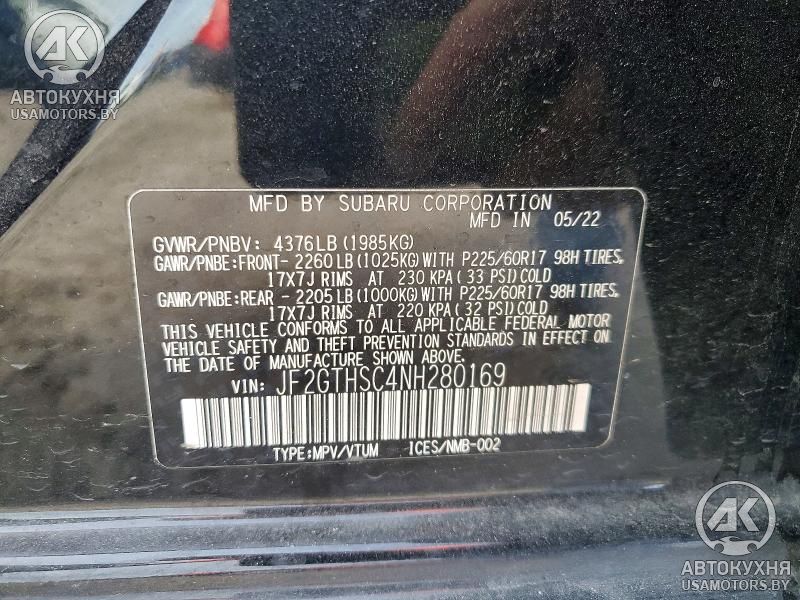 AK
АВТОКУХНЯ
USAMOTORS.BY
MFD BY SUBARU CORPORATION
MFD IN 05/22
GVWR/PNBV: 4376LB(1985KG)
GAWR/PNBE:FRONT- 2260LB(1025KG)WITH P225/60R17 98H TIRES,
17X7J RIMS AT 230 KPA( 33 PSI)COLD
GAWR/PNBE:REAR - 2205LB(1000KG)WITH P225/60R17 98H TIRES,
17X7J RIMS AT 220 KPA( 32 PSI)COLD
THIS VEHICLE CONFORMS TO ALL APPLICABLE FEDERAL MOTOR
VEHICLE SAFETY AND THEFT PREVENTION STANDARDS IN EFFECT ON
THE DATE OF MANUFACTURE SHOWN ABOVE.
VIN: JF2GTHSC4NH280169
TYPE:MPV/VTUM ICES/NMB-002
AK
АВТОКУХНЯ
USAMOTORS.BY